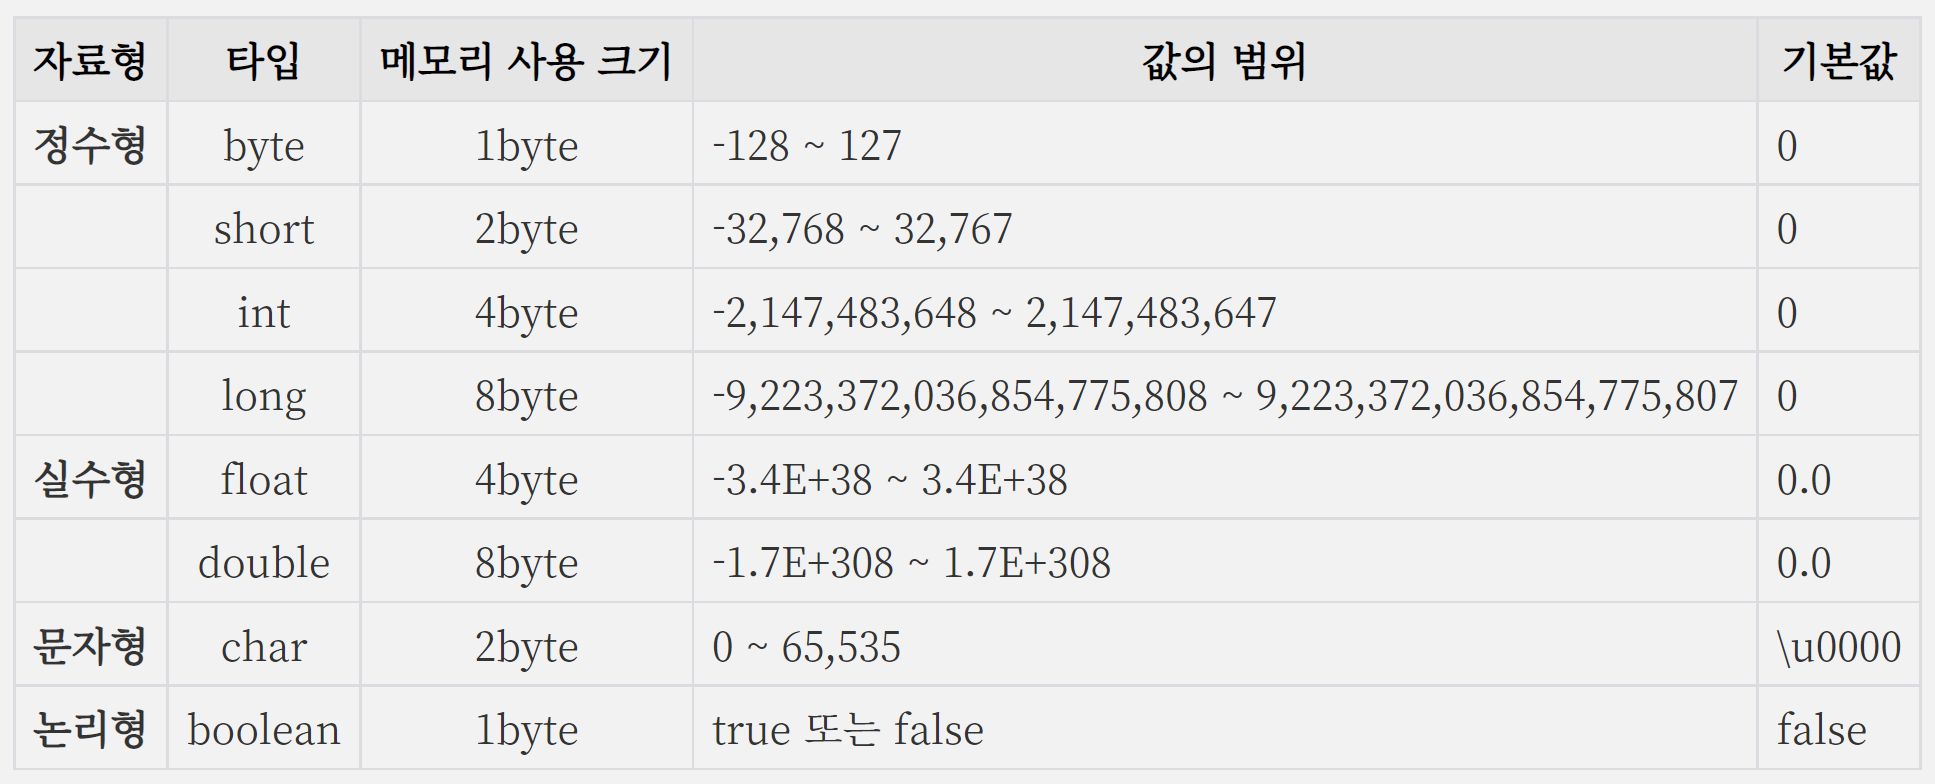 자료형 타입 메모리 사용 크기 값의 범위 기본값
정수형 byte 1byte -128 ~ 127 0
short 2byte -32,768 ~ 32,767 0
int 4byte -2,147,483,648 ~ 2,147,483,647 0
long 8byte -9,223,372,036,854,775,808 ~ 9,223,372,036,854,775,807 0
실수형 float 4byte -3.4E+38 ~ 3.4E+38 0.0
double 8byte -1.7E+308 ~ 1.7E+308 0.0
문자형 char 2byte 0 ~ 65,535 \u0000
논리형 boolean 1byte true 또는 false false